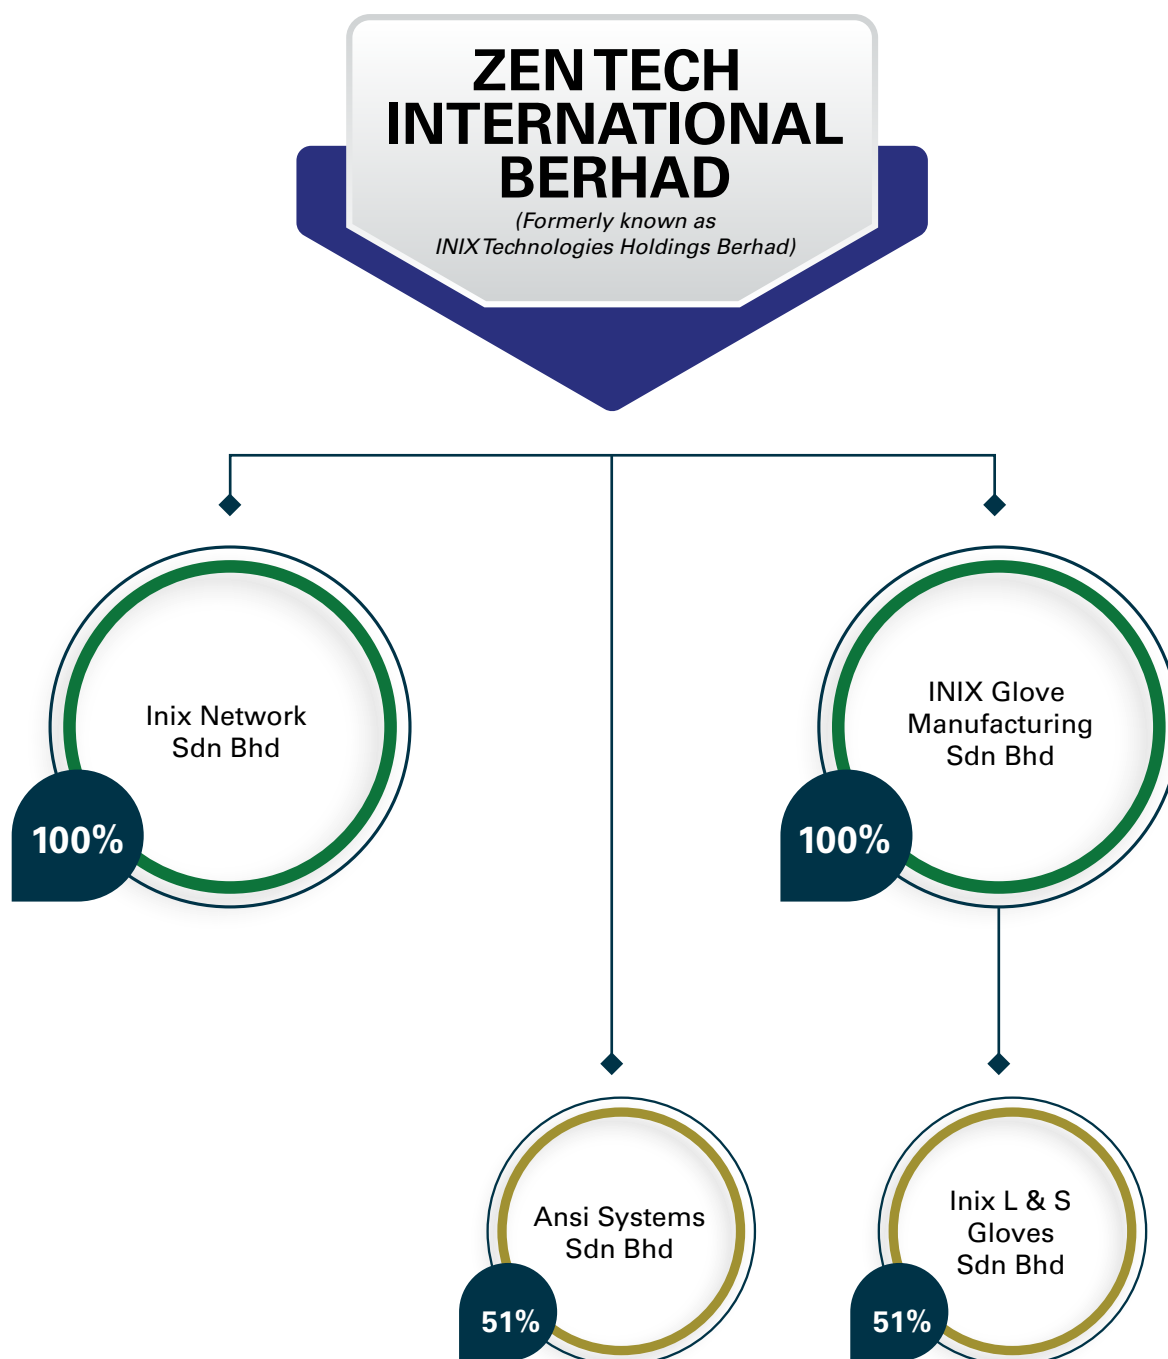 ZEN TECH
INTERNATIONAL
BERHAD
(Formerly known as
INIX Technologies Holdings Berhad)
Inix Network
Sdn Bhd
100%
INIX Glove
Manufacturing
Sdn Bhd
100%
Ansi Systems
Sdn Bhd
51%
Inix L & S
Gloves
Sdn Bhd
51%